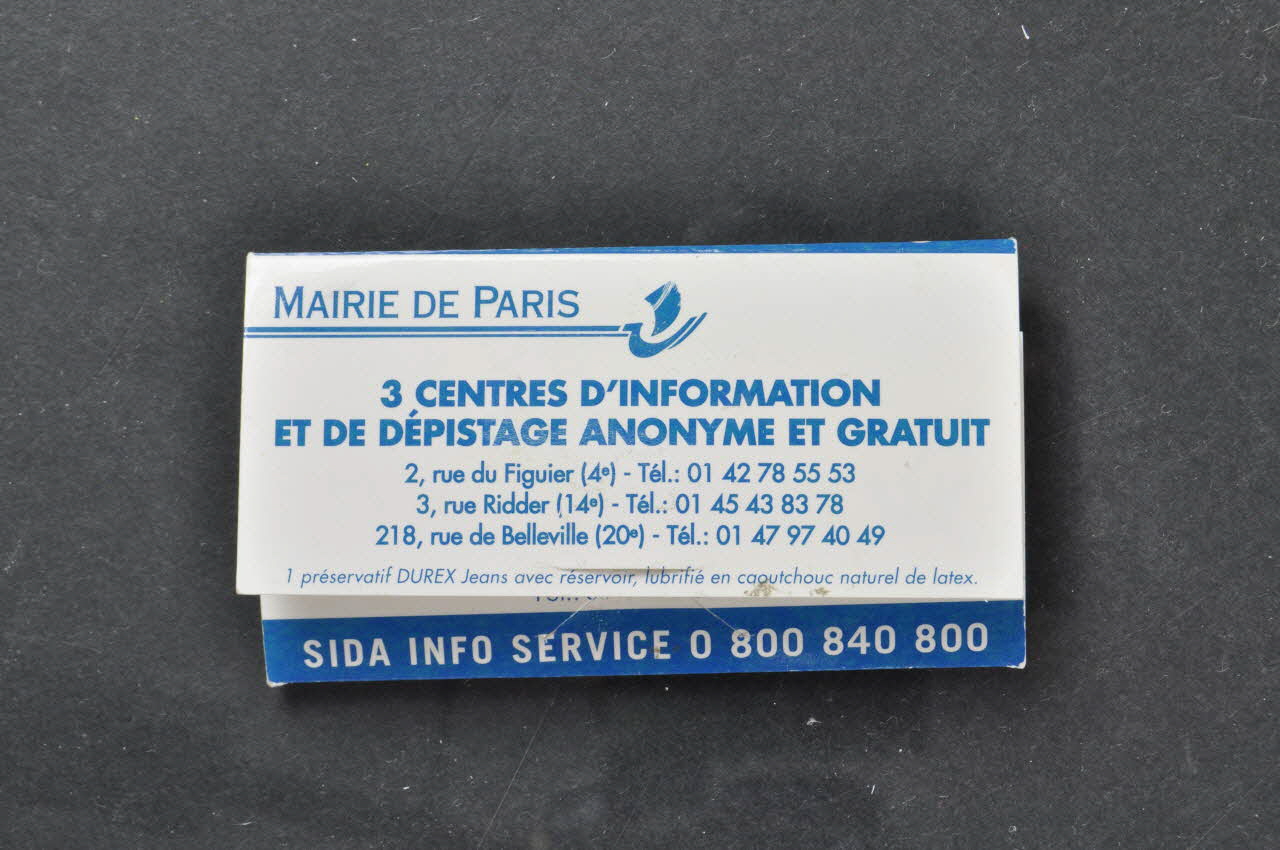 MAIRIE DE PARIS
3 CENTRES D'INFORMATION
ET DE DÉPISTAGE ANONYME ET GRATUIT
2, rue du Figuier (4e) - Tél.: 01 42 78 55 53
3, rue Ridder (14e) - Tél.: 01 45 43 83 78
218, rue de Belleville (20e) - Tél.: 01 47 97 40 49
1 préservatif DUREX Jeans avec réservoir, lubrifié en caoutchouc naturel de latex.
SIDA INFO SERVICE 0 800 840 800